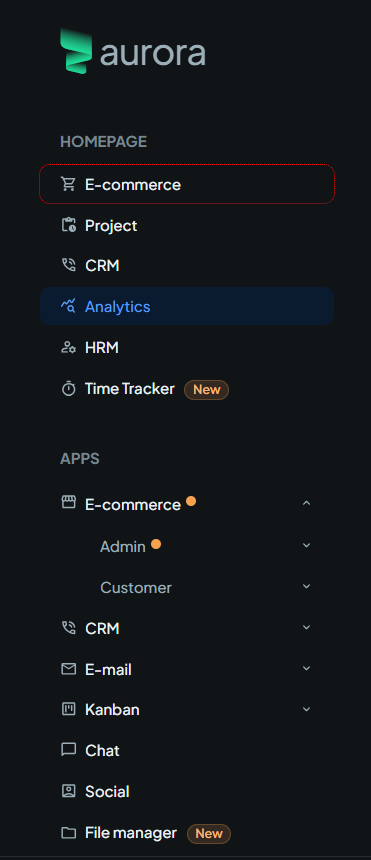 aurora
HOMEPAGE
E-commerce
Project
CRM
Analytics
HRM
Time Tracker New
APPS
E-commerce
Admin
Customer
CRM
E-mail
Kanban
Chat
Social
File manager New